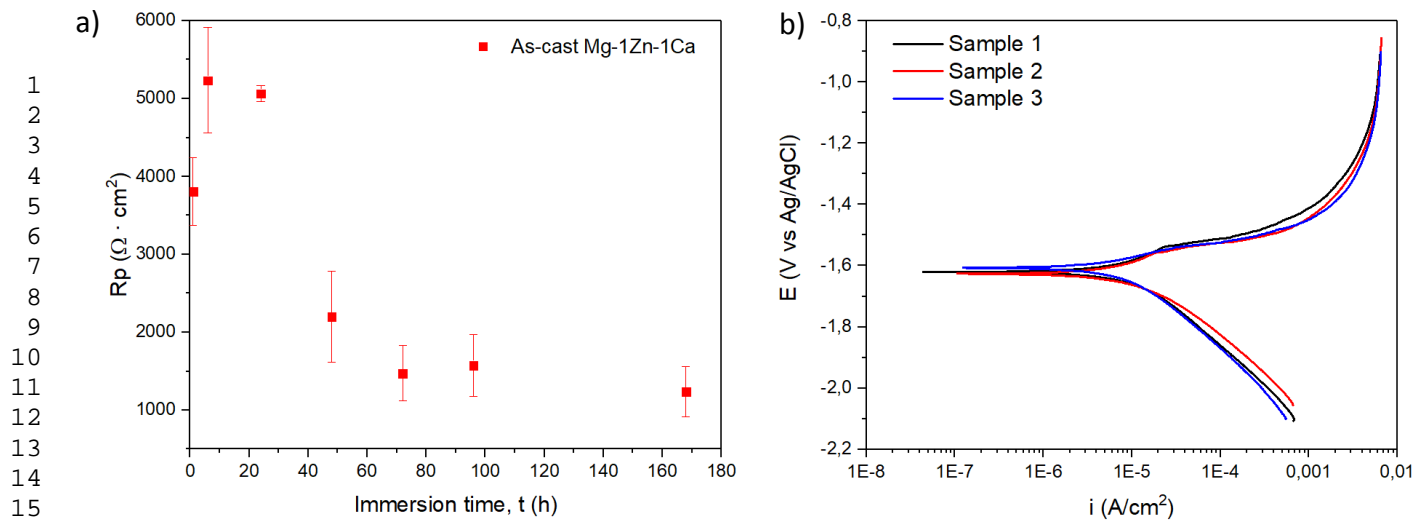 a)
6000
5000
4000
3000
2000
1000
Rp (Ω · cm²)
As-cast Mg-1Zn-1Ca
0 20 40 60 80 100 120 140 160 180
Immersion time, t (h)
b)
-0,8
-1,0
-1,2
-1,4
-1,6
-1,8
-2,0
-2,2
E (V vs Ag/AgCl)
Sample 1
Sample 2
Sample 3
1E-8 1E-7 1E-6 1E-5 1E-4 0,001 0,01
i (A/cm²)
1
2
3
4
5
6
7
8
9
10
11
12
13
14
15